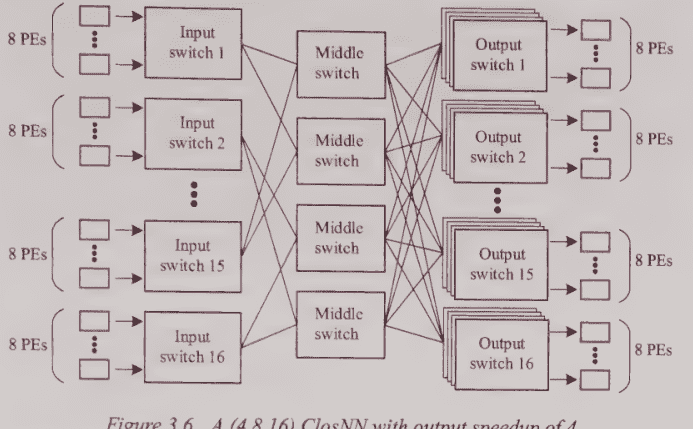 8 PEs
Input
switch 1
Middle
switch
Output
switch 1
8 PEs
8 PEs
Input
switch 2
Middle
switch
Output
switch 2
8 PEs
8 PEs
Input
switch 15
Middle
switch
Output
switch 15
8 PEs
8 PEs
Input
switch 16
Middle
switch
Output
switch 16
8 PEs
Figure 3.6 A (4,8,16) ClosNN with output speedup of 4